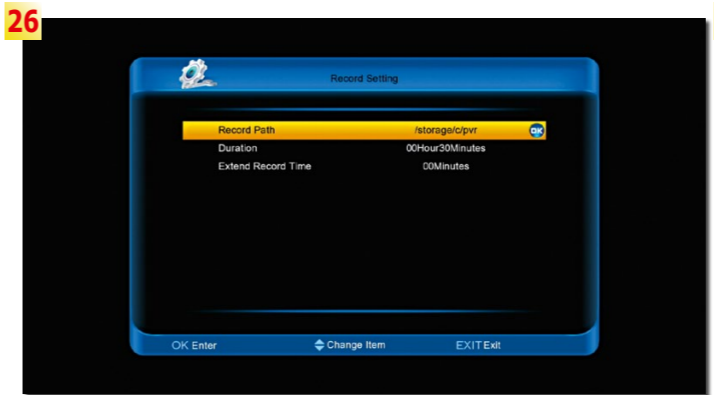 26
Record Setting
Record Path /storage/c/pvr OK
Duration 00Hour30Minutes
Extend Record Time 00Minutes
OK Enter Change Item EXIT Exit